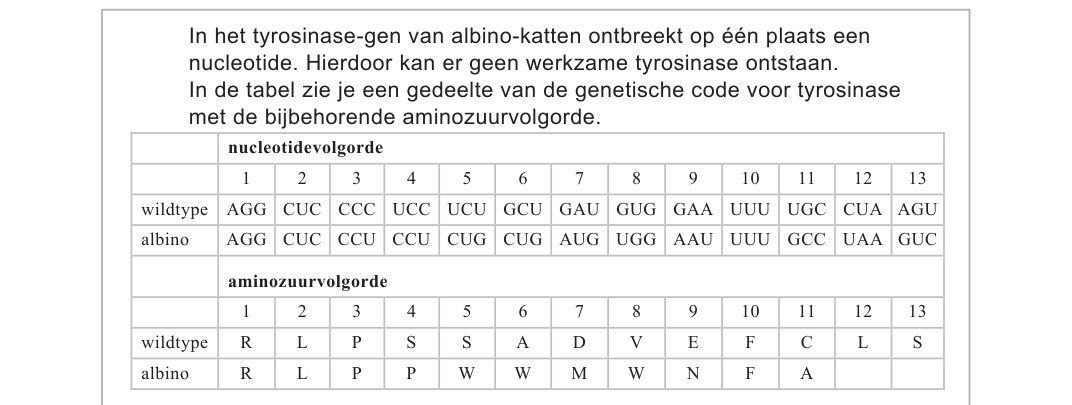 In het tyrosinase-gen van albino-katten ontbreekt op één plaats een
nucleotide. Hierdoor kan er geen werkzame tyrosinase ontstaan.
In de tabel zie je een gedeelte van de genetische code voor tyrosinase
met de bijbehorende aminozuurvolgorde.
nucleotidevolgorde
1 2 3 4 5 6 7 8 9 10 11 12 13
wildtype AGG CUC CCC UCC UCU GCU GAU GUG GAA UUU UGC CUA AGU
albino AGG CUC CCU CCU CUG CUG AUG UGG AAU UUU GCC UAA GUC
aminozuurvolgorde
1 2 3 4 5 6 7 8 9 10 11 12 13
wildtype R L P S S A D V E F C L S
albino R L P P W W M W N F A